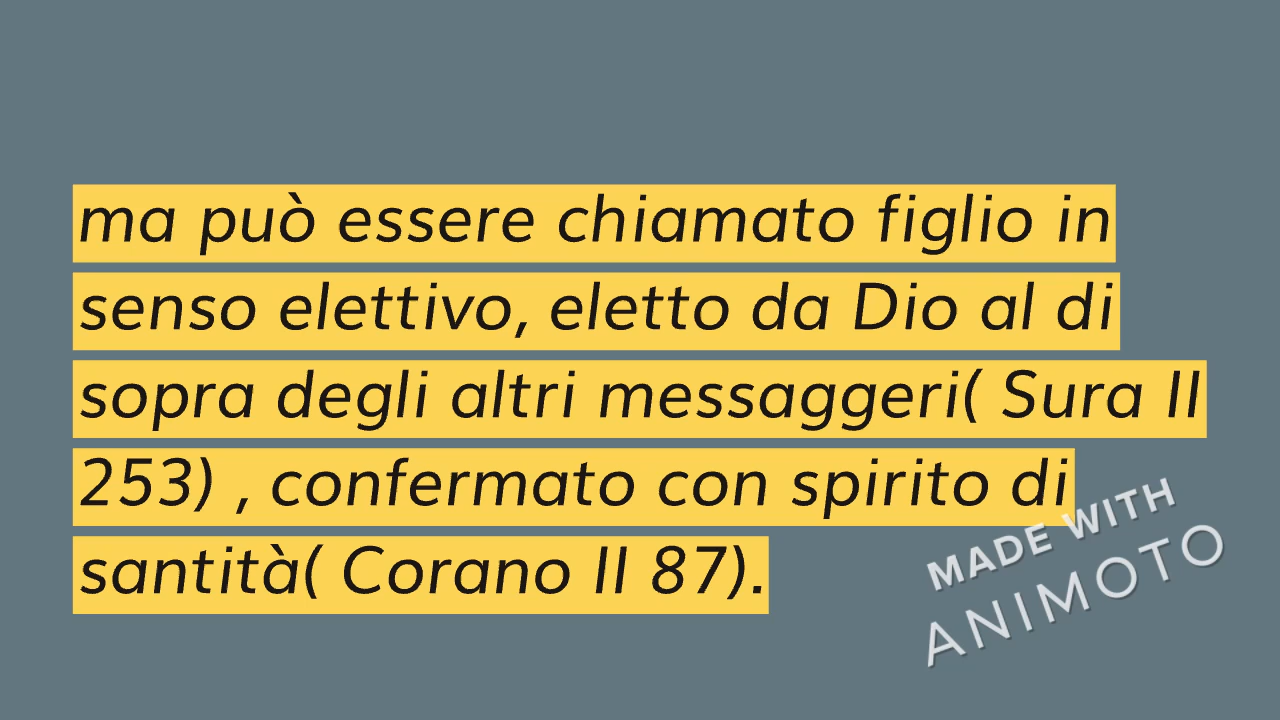 ma può essere chiamato figlio in
senso elettivo, eletto da Dio al di
sopra degli altri messaggeri( Sura II
253) , confermato con spirito di
santità( Corano II 87).
MADE WITH
ANIMOTO